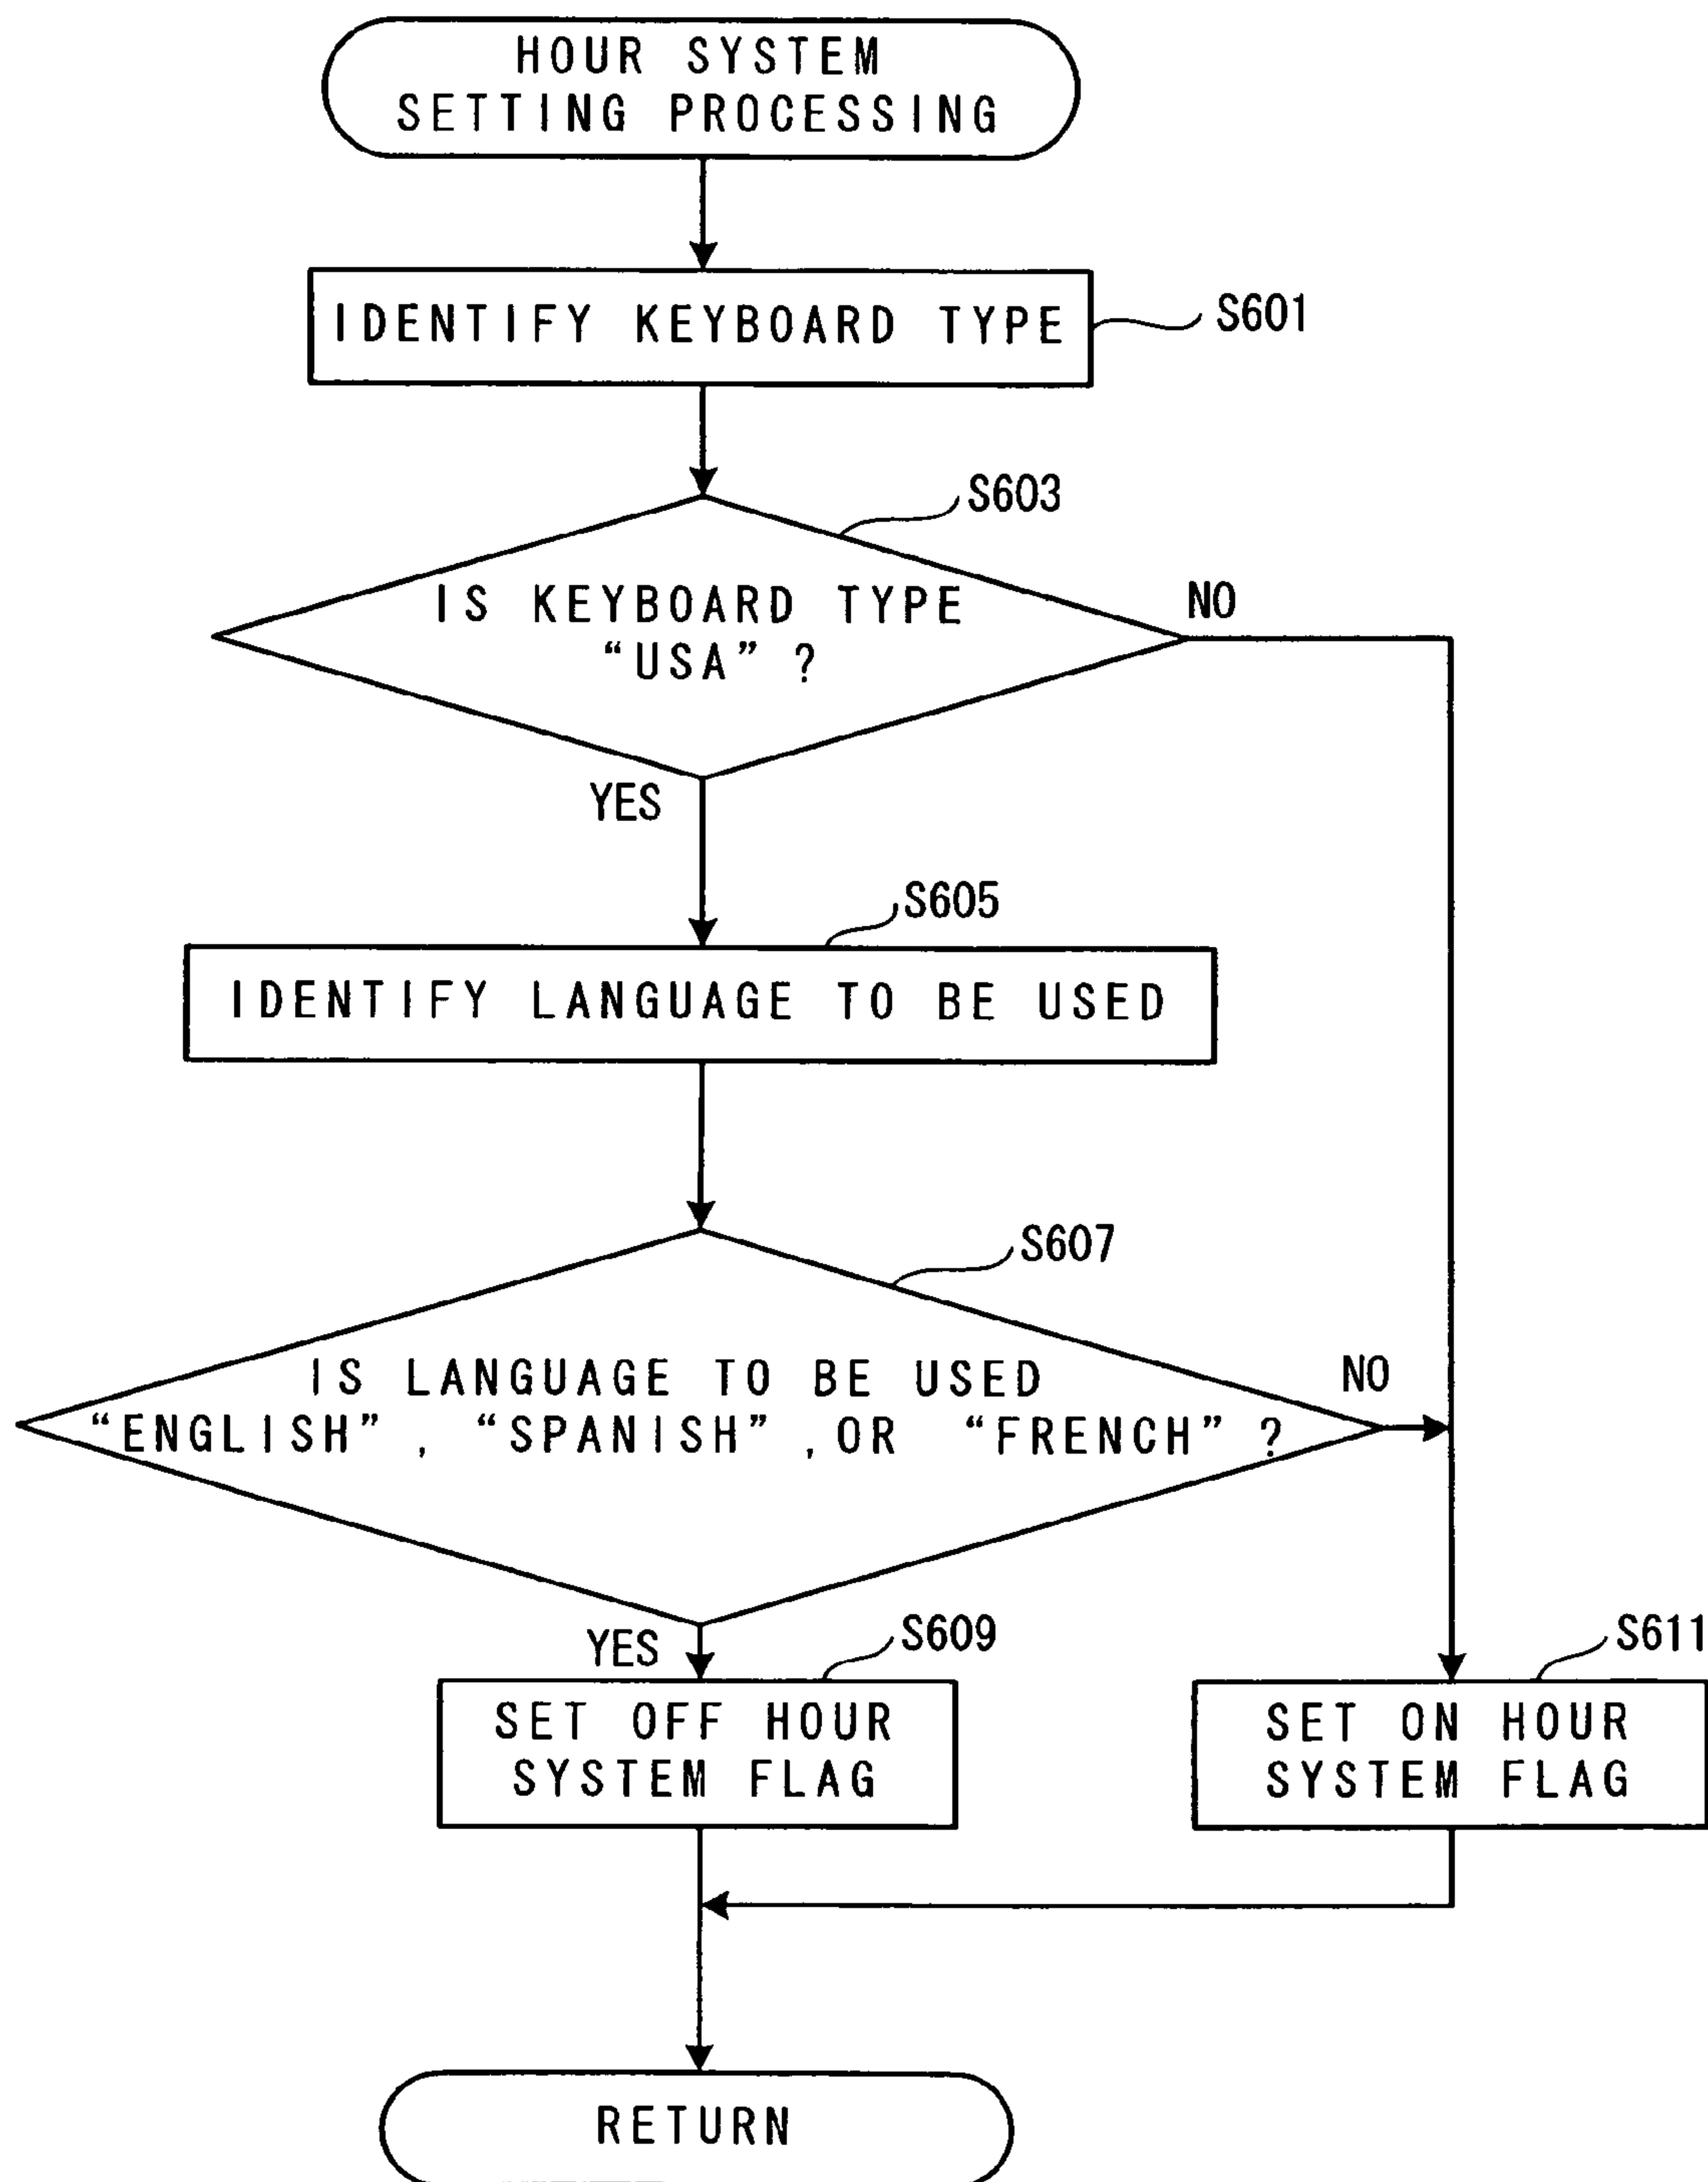 HOUR SYSTEM
SETTING PROCESSING
IDENTIFY KEYBOARD TYPE
S601
S603
IS KEYBOARD TYPE
“USA” ?
NO
YES
S605
IDENTIFY LANGUAGE TO BE USED
S607
IS LANGUAGE TO BE USED
“ENGLISH” , “SPANISH” ,OR “FRENCH” ?
NO
YES
S609
S611
SET OFF HOUR
SYSTEM FLAG
SET ON HOUR
SYSTEM FLAG
RETURN